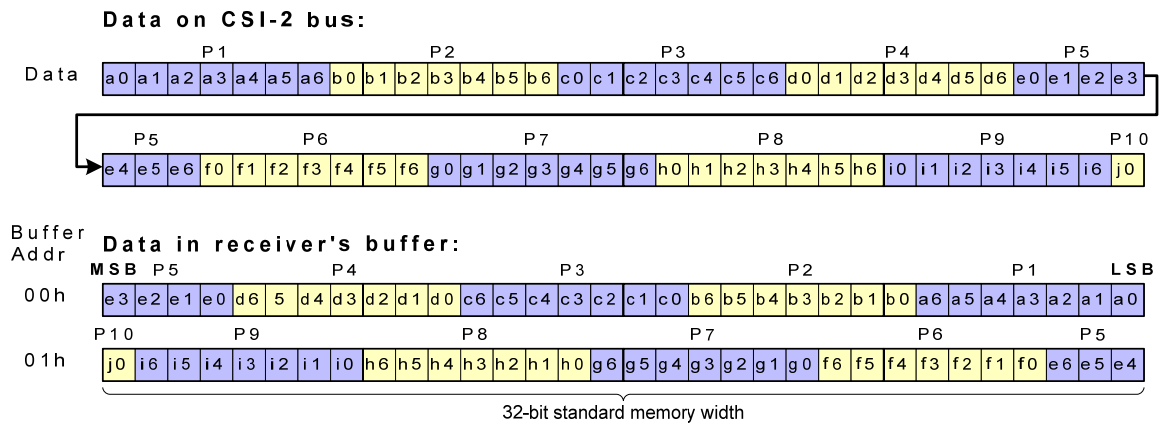 Data on CSI-2 bus:
P1 P2 P3 P4 P5
Data a0 a1 a2 a3 a4 a5 a6 b0 b1 b2 b3 b4 b5 b6 c0 c1 c2 c3 c4 c5 c6 d0 d1 d2 d3 d4 d5 d6 e0 e1 e2 e3
P5 P6 P7 P8 P9 P10
e4 e5 e6 f0 f1 f2 f3 f4 f5 f6 g0 g1 g2 g3 g4 g5 g6 h0 h1 h2 h3 h4 h5 h6 i0 i1 i2 i3 i4 i5 i6 j0
Buffer
Addr
Data in receiver's buffer:
MSB P5 P4 P3 P2 P1 LSB
00h e3 e2 e1 e0 d6 5 d4 d3 d2 d1 d0 c6 c5 c4 c3 c2 c1 c0 b6 b5 b4 b3 b2 b1 b0 a6 a5 a4 a3 a2 a1 a0
P10 P9 P8 P7 P6 P5
01h j0 i6 i5 i4 i3 i2 i1 i0 h6 h5 h4 h3 h2 h1 h0 g6 g5 g4 g3 g2 g1 g0 f6 f5 f4 f3 f2 f1 f0 e6 e5 e4
32-bit standard memory width